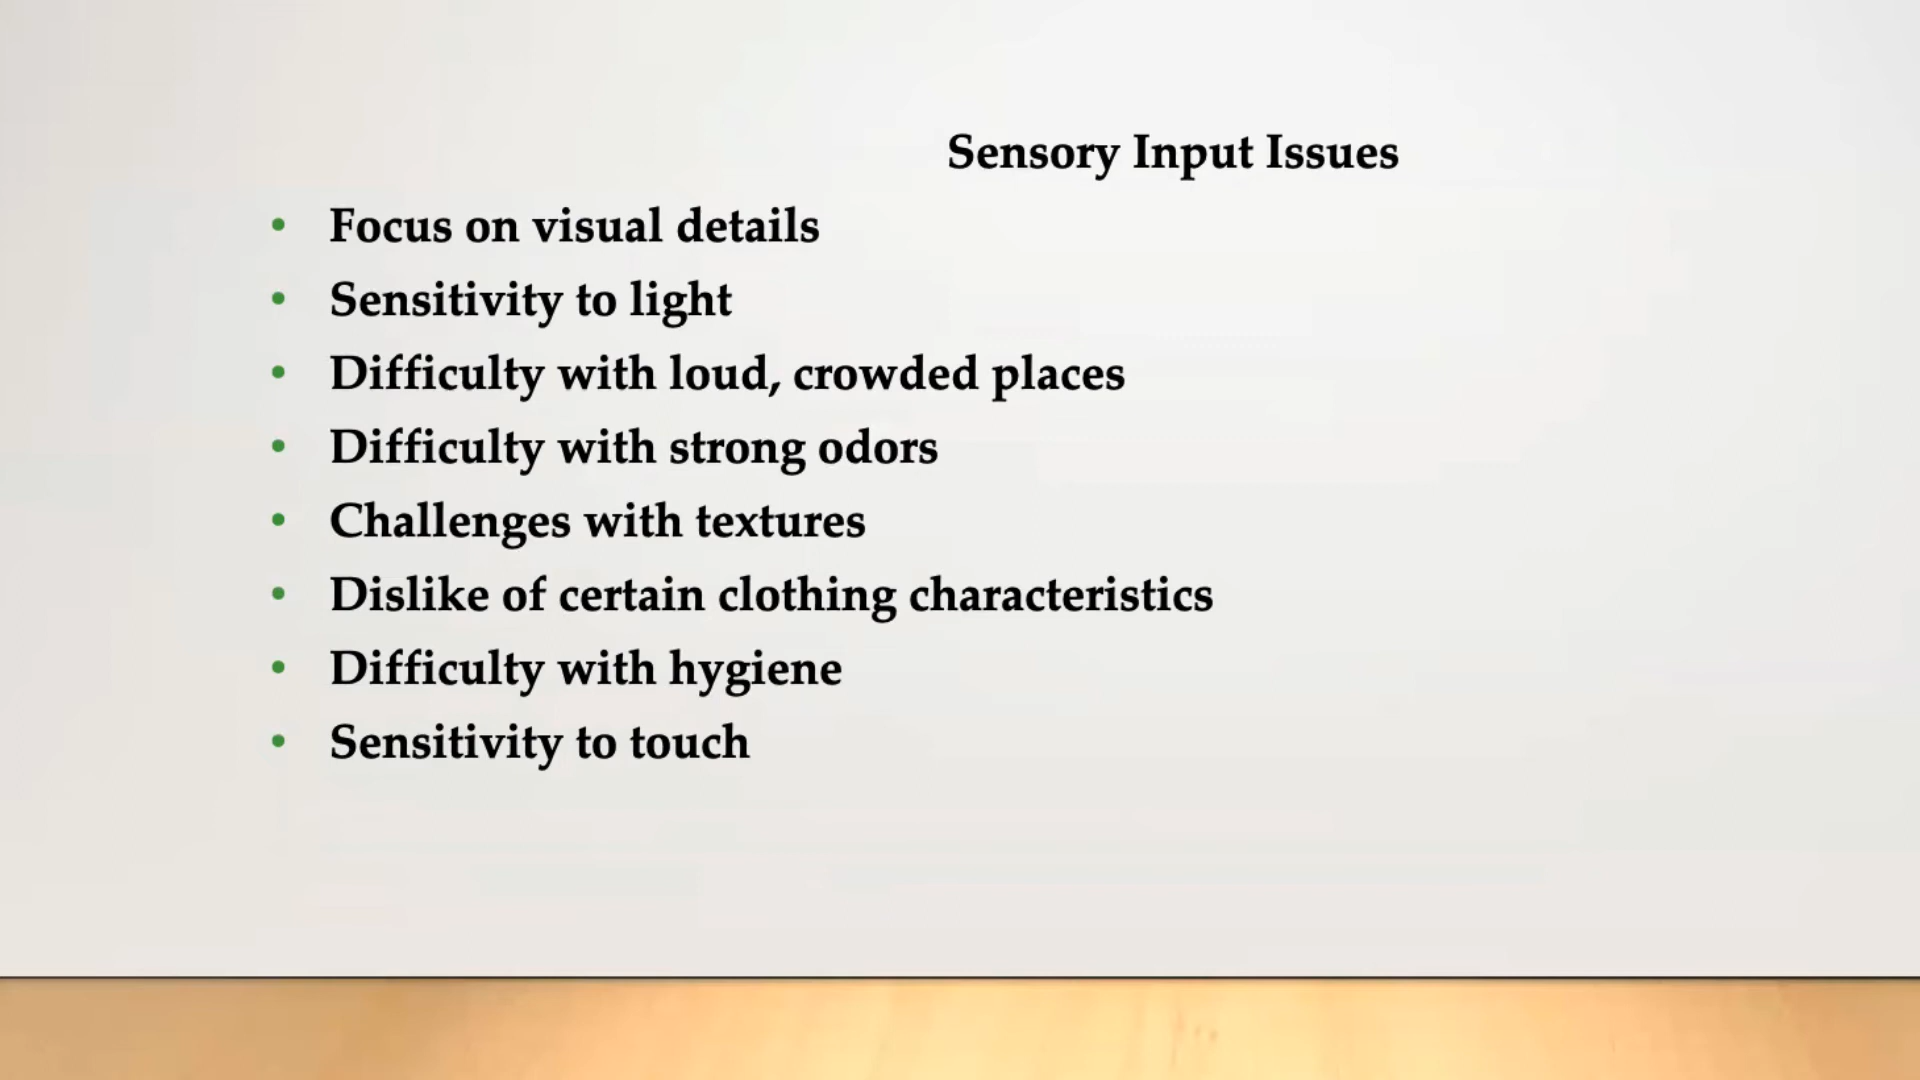 Sensory Input Issues
• Focus on visual details
• Sensitivity to light
• Difficulty with loud, crowded places
• Difficulty with strong odors
• Challenges with textures
• Dislike of certain clothing characteristics
• Difficulty with hygiene
• Sensitivity to touch